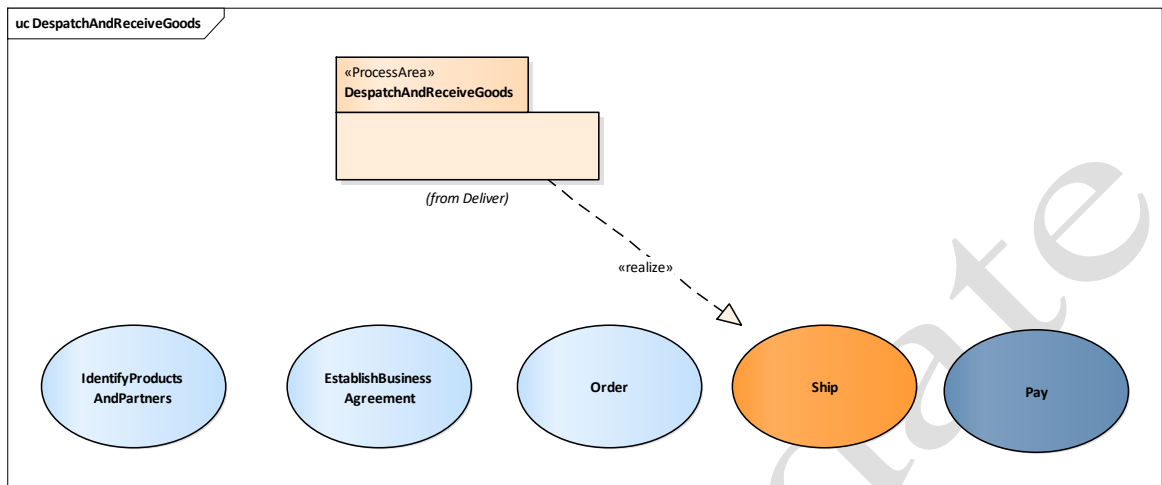 uc DespatchAndReceiveGoods
«ProcessArea»
DespatchAndReceiveGoods
(from Deliver)
«realize»
IdentifyProducts
AndPartners
EstablishBusiness
Agreement
Order
Ship
Pay